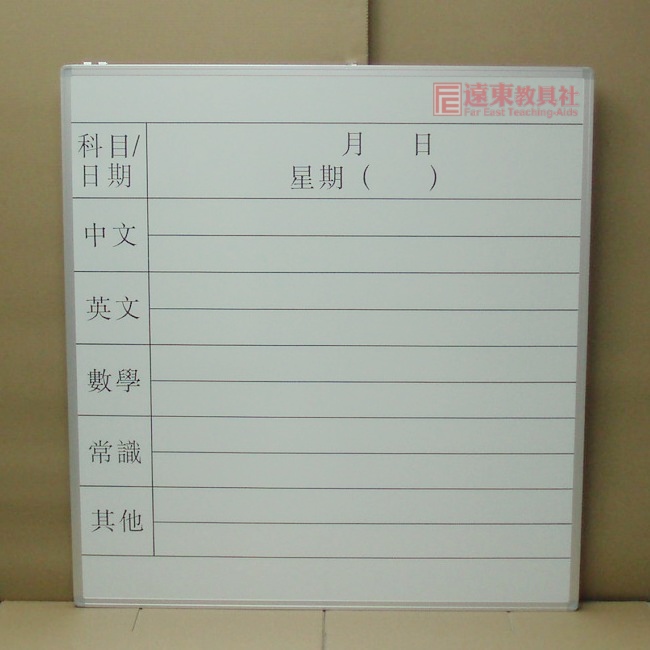 遠東教具社
Far East Teaching-Aids
科目/
日期
月 日
星期 ( )
中文
英文
數學
常識
其他